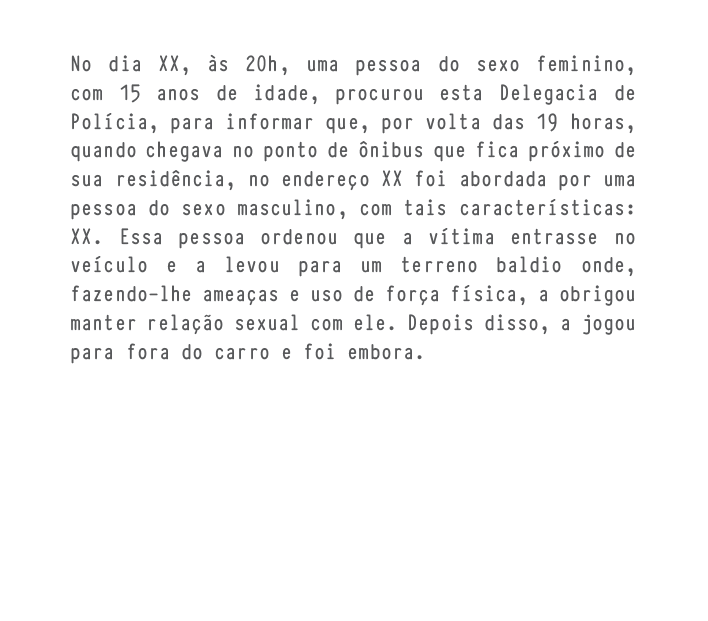 No dia XX, às 20h, uma pessoa do sexo feminino,
com 15 anos de idade, procurou esta Delegacia de
Polícia, para informar que, por volta das 19 horas,
quando chegava no ponto de ônibus que fica próximo de
sua residência, no endereço XX foi abordada por uma
pessoa do sexo masculino, com tais características:
XX. Essa pessoa ordenou que a vítima entrasse no
veículo e a levou para um terreno baldio onde,
fazendo-lhe ameaças e uso de força física, a obrigou
manter relação sexual com ele. Depois disso, a jogou
para fora do carro e foi embora.